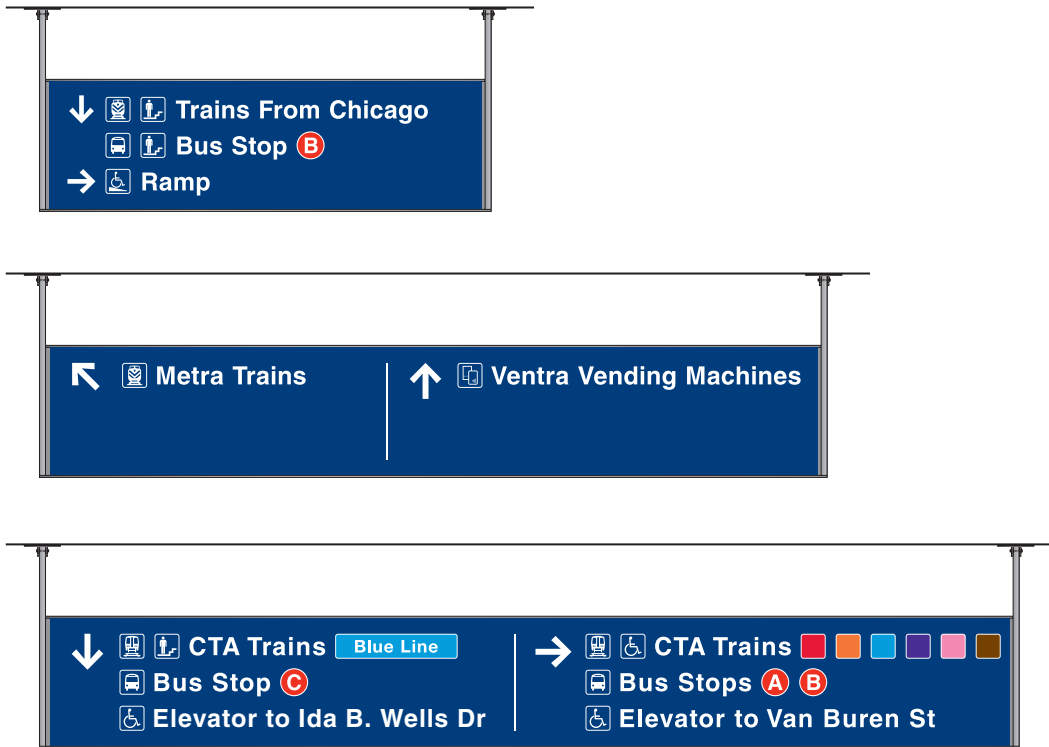 Trains From Chicago
Bus Stop B
Ramp
Metra Trains
Ventra Vending Machines
CTA Trains Blue Line
Bus Stop C
Elevator to Ida B. Wells Dr
CTA Trains
Bus Stops A B
Elevator to Van Buren St